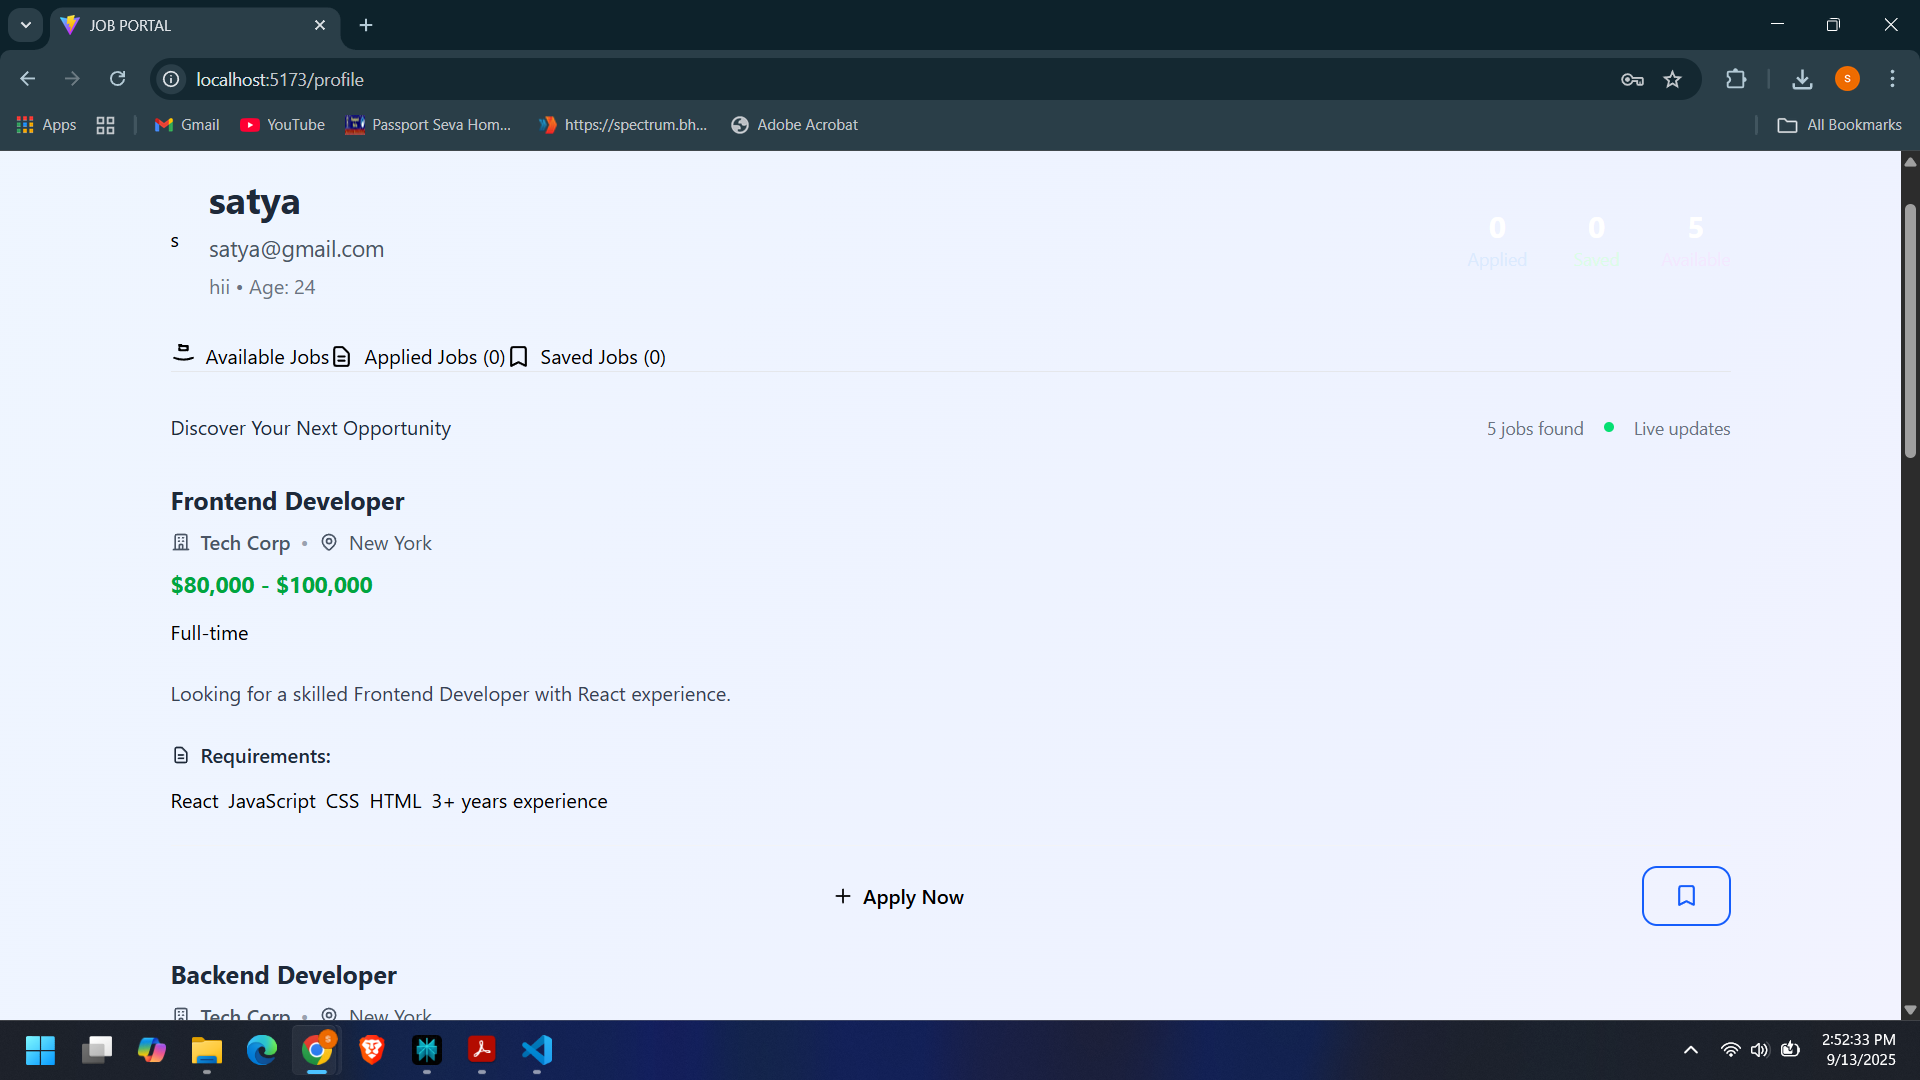 JOB PORTAL
localhost:5173/profile
s
Apps
Gmail
YouTube
Passport Seva Hom...
https://spectrum.bh...
Adobe Acrobat
All Bookmarks
satya
s
satya@gmail.com
hii • Age: 24
0 0 5
Applied
Available
Available Jobs Applied Jobs (0) Saved Jobs (0)
Discover Your Next Opportunity
5 jobs found Live updates
Frontend Developer
Tech Corp • New York
$80,000 - $100,000
Full-time
Looking for a skilled Frontend Developer with React experience.
Requirements:
React JavaScript CSS HTML 3+ years experience
+ Apply Now
Backend Developer
Tech Corp • New York
s
2:52:33 PM
9/13/2025